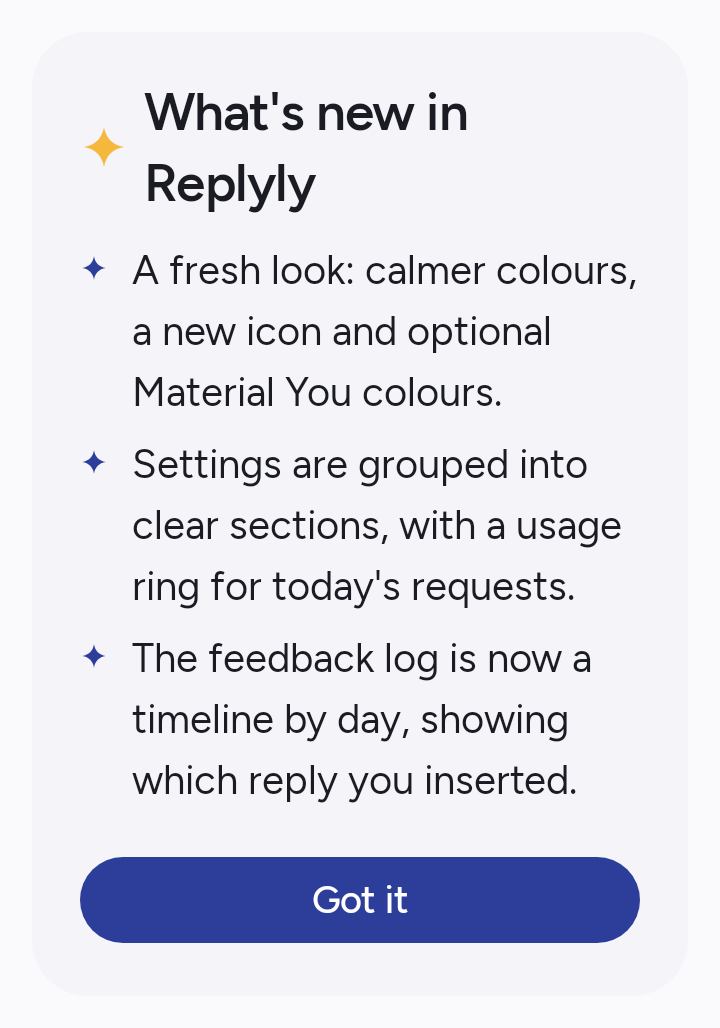 What's new in
Replyly
A fresh look: calmer colours,
a new icon and optional
Material You colours.
Settings are grouped into
clear sections, with a usage
ring for today's requests.
The feedback log is now a
timeline by day, showing
which reply you inserted.
Got it